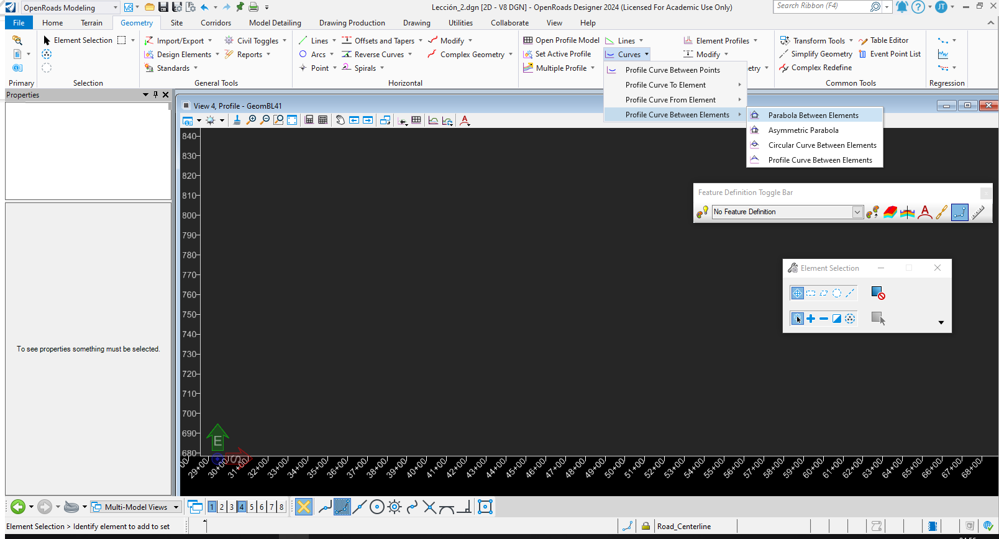 OpenRoads Modeling
Lección_2.dgn [2D - V8 DGN] - OpenRoads Designer 2024 (Licensed For Academic Use Only)
Search Ribbon (F4)
JT
File Home Terrain Geometry Site Corridors Model Detailing Drawing Production Drawing Utilities Collaborate View Help
Element Selection Import/Export Civil Toggles Lines Offsets and Tapers Modify Open Profile Model Lines Element Profiles Transform Tools Table Editor
Design Elements Reports Arcs Reverse Curves Complex Geometry Set Active Profile Curves Modify Simplify Geometry Event Point List
Standards Point Spirals Multiple Profile etry Complex Redefine
Primary Selection General Tools Horizontal Common Tools Regression
Profile Curve Between Points
Profile Curve To Element
Profile Curve From Element
Profile Curve Between Elements
Parabola Between Elements
Asymmetric Parabola
Circular Curve Between Elements
Profile Curve Between Elements
Properties
To see properties something must be selected.
View 4, Profile - GeomBL41
840
830
820
810
800
790
780
770
760
750
740
730
720
710
700
690
680
E
S
00 29+00 30+00 31+00 32+00 33+00 34+00 35+00 36+00 37+00 38+00 39+00 40+00 41+00 42+00 43+00 44+00 45+00 46+00 47+00 48+00 49+00 50+00 51+00 52+00 53+00 54+00 55+00 56+00 57+00 58+00 59+00 60+00 61+00 62+00 63+00 64+00 65+00 66+00 67+00 68+00
Feature Definition Toggle Bar
No Feature Definition
Element Selection
Multi-Model Views 1 2 3 4 5 6 7 8
Element Selection > Identify element to add to set
Road_Centerline